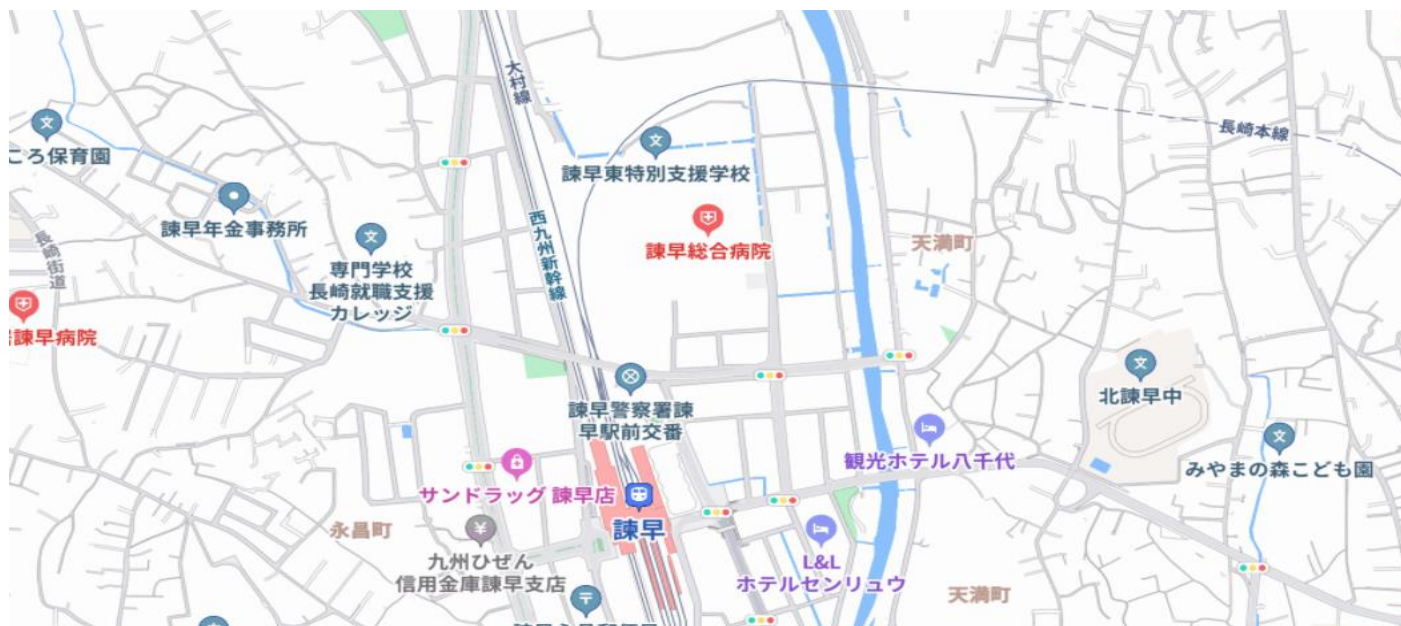 大村線
ころ保育園
諫早東特別支援学校
長崎本線
諫早年金事務所
長崎街道
専門学校
長崎就職支援
カレッジ
西九州新幹線
諫早総合病院
天満町
諫早病院
諫早警察署諫
早駅前交番
北諫早中
観光ホテル八千代
みやまの森こども園
サンドラッグ 諫早店
諫早
永昌町
九州ひぜん
信用金庫諫早支店
L&L
ホテルセンリュウ
天満町